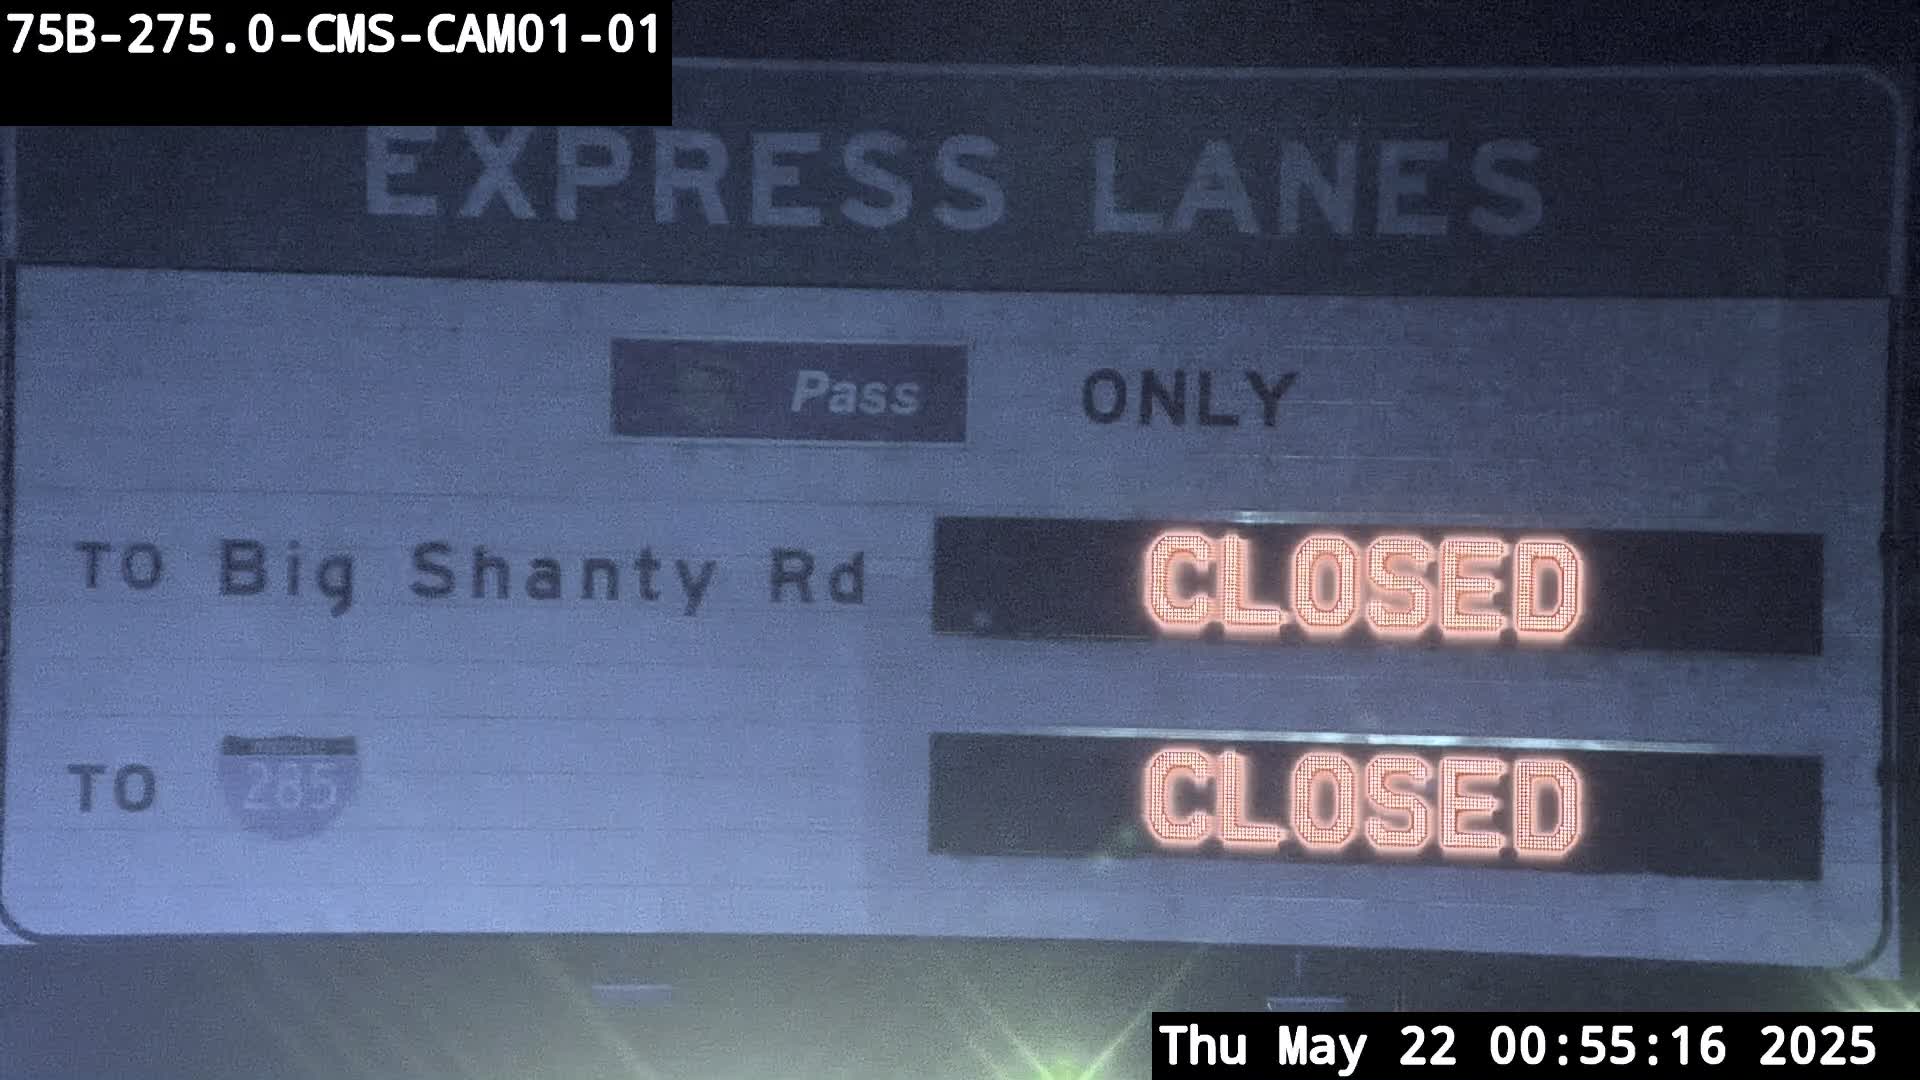 75B-275.0-CMS-CAM01-01
EXPRESS LANES
Pass ONLY
TO Big Shanty Rd CLOSED
TO 285 CLOSED
Thu May 22 00:55:16 2025